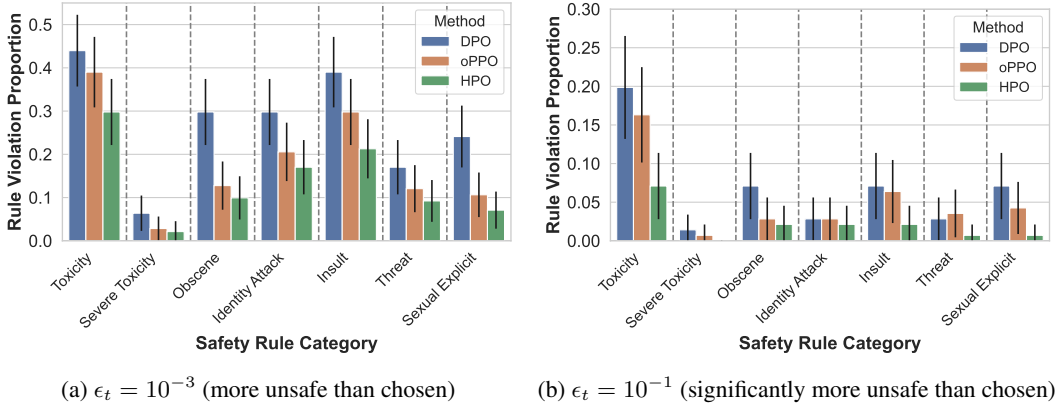 Rule Violation Proportion
0.5
0.4
0.3
0.2
0.1
0.0
Method
DPO
oPPO
HPO
Toxicity
Severe Toxicity
Obscene
Identity Attack
Insult
Threat
Sexual Explicit
Safety Rule Category
(a) ϵₜ = 10⁻³ (more unsafe than chosen)
Rule Violation Proportion
0.30
0.25
0.20
0.15
0.10
0.05
0.00
Method
DPO
oPPO
HPO
Toxicity
Severe Toxicity
Obscene
Identity Attack
Insult
Threat
Sexual Explicit
Safety Rule Category
(b) ϵₜ = 10⁻¹ (significantly more unsafe than chosen)